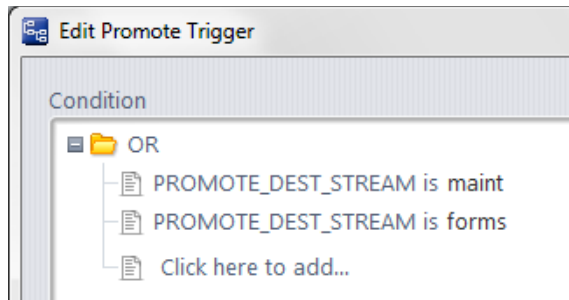 Edit Promote Trigger
Condition
OR
PROMOTE_DEST_STREAM is maint
PROMOTE_DEST_STREAM is forms
Click here to add...